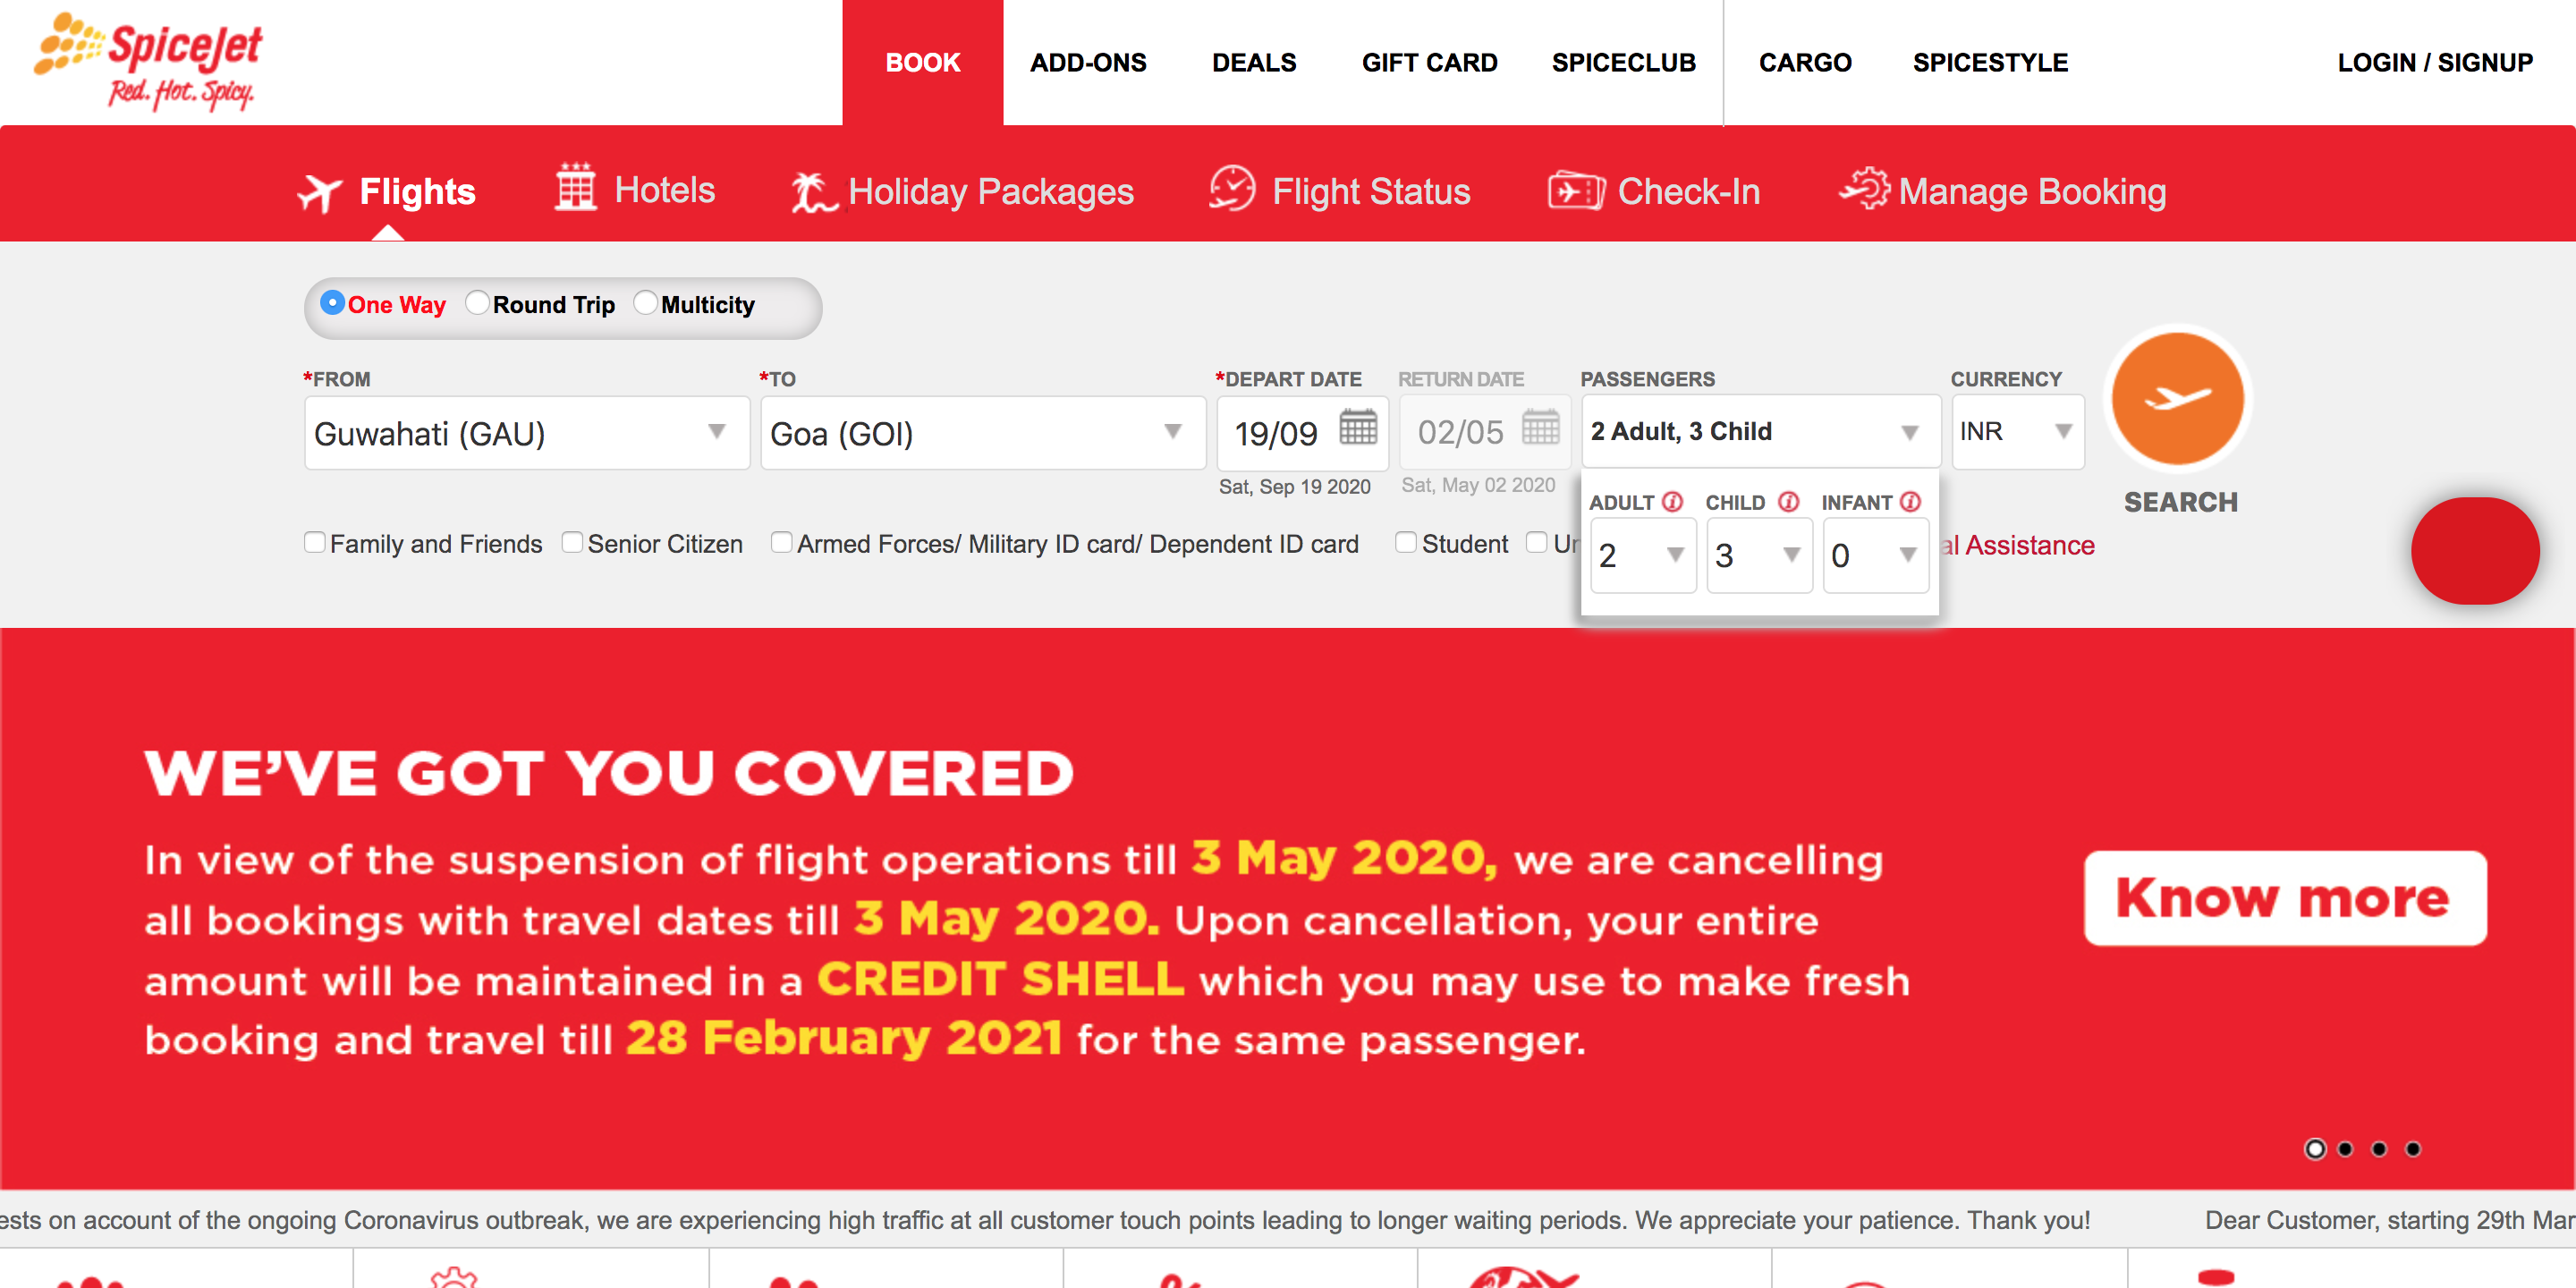 SpiceJet
Red. Hot. Spicy.
BOOK ADD-ONS DEALS GIFT CARD SPICECLUB CARGO SPICESTYLE LOGIN / SIGNUP
Flights Hotels Holiday Packages Flight Status Check-In Manage Booking
One Way Round Trip Multicity
*FROM *TO *DEPART DATE RETURN DATE PASSENGERS CURRENCY
Guwahati (GAU) Goa (GOI) 19/09 02/05 2 Adult, 3 Child INR
Sat, Sep 19 2020 Sat, May 02 2020
SEARCH
ADULT CHILD INFANT
2 3 0
Family and Friends Senior Citizen Armed Forces/ Military ID card/ Dependent ID card Student Assistance
WE'VE GOT YOU COVERED
In view of the suspension of flight operations till 3 May 2020, we are cancelling
all bookings with travel dates till 3 May 2020. Upon cancellation, your entire
amount will be maintained in a CREDIT SHELL which you may use to make fresh
booking and travel till 28 February 2021 for the same passenger.
Know more
ests on account of the ongoing Coronavirus outbreak, we are experiencing high traffic at all customer touch points leading to longer waiting periods. We appreciate your patience. Thank you! Dear Customer, starting 29th Mar